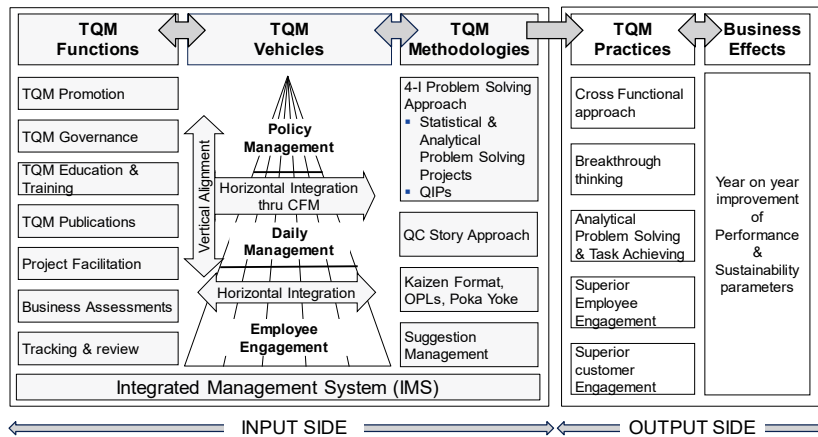 TQM
Functions
TQM
Vehicles
TQM
Methodologies
TQM
Practices
Business
Effects
TQM Promotion
TQM Governance
TQM Education &
Training
TQM Publications
Project Facilitation
Business Assessments
Tracking & review
Vertical Alignment
Policy
Management
Horizontal Integration
thru CFM
Daily
Management
Horizontal Integration
Employee
Engagement
4-I Problem Solving
Approach
▪ Statistical &
Analytical
Problem Solving
Projects
▪ QIPs
QC Story Approach
Kaizen Format,
OPLs, Poka Yoke
Suggestion
Management
Integrated Management System (IMS)
Cross Functional
approach
Breakthrough
thinking
Analytical
Problem Solving
& Task Achieving
Superior
Employee
Engagement
Superior
customer
Engagement
Year on year
improvement
of
Performance
&
Sustainability
parameters
INPUT SIDE
OUTPUT SIDE